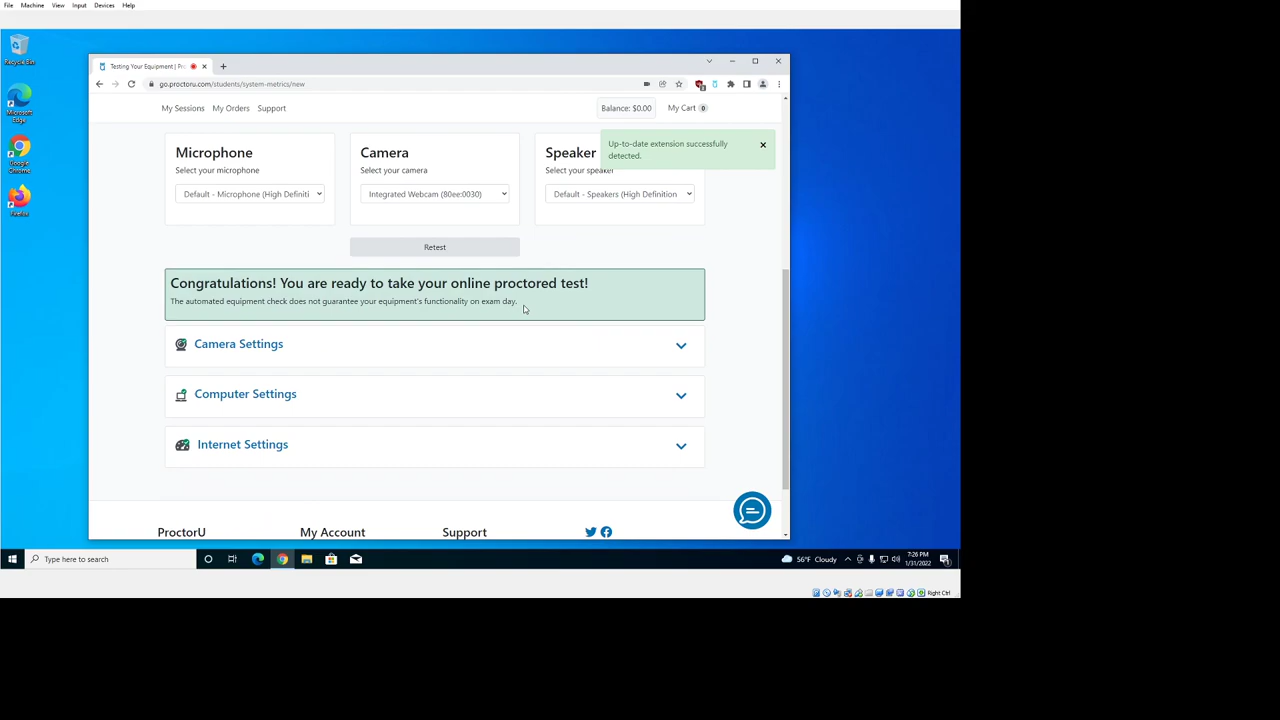 File Machine View Input Devices Help
Recycle Bin
Microsoft Edge
Google Chrome
Firefox
Testing Your Equipment | Pro
go.proctoru.com/students/system-metrics/new
My Sessions My Orders Support Balance: $0.00 My Cart 0
Up-to-date extension successfully
detected.
Microphone
Select your microphone
Default - Microphone (High Definiti
Camera
Select your camera
Integrated Webcam (80ee:0030)
Speaker
Select your speaker
Default - Speakers (High Definition
Retest
Congratulations! You are ready to take your online proctored test!
The automated equipment check does not guarantee your equipment's functionality on exam day.
Camera Settings
Computer Settings
Internet Settings
ProctorU My Account Support
Type here to search
56°F Cloudy
7:26 PM
1/31/2022
Right Ctrl